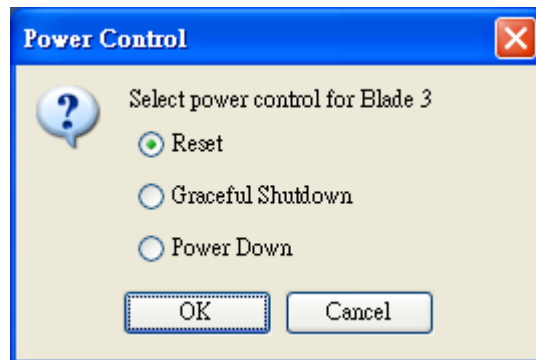 Power Control
Select power control for Blade 3
Reset
Graceful Shutdown
Power Down
OK
Cancel